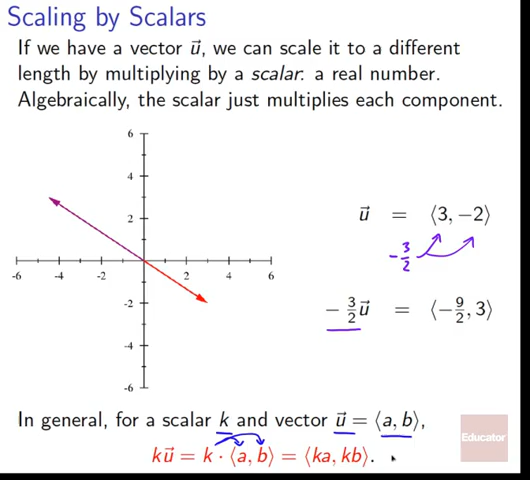 Scaling by Scalars
If we have a vector u⃗, we can scale it to a different
length by multiplying by a scalar: a real number.
Algebraically, the scalar just multiplies each component.
6
4
2
-6 -4 -2 2 4 6
-2
-4
-6
u⃗ = ⟨3, −2⟩
−3/2
−3/2 u⃗ = ⟨−9/2, 3⟩
In general, for a scalar k and vector u⃗ = ⟨a, b⟩,
ku⃗ = k · ⟨a, b⟩ = ⟨ka, kb⟩.
Educator